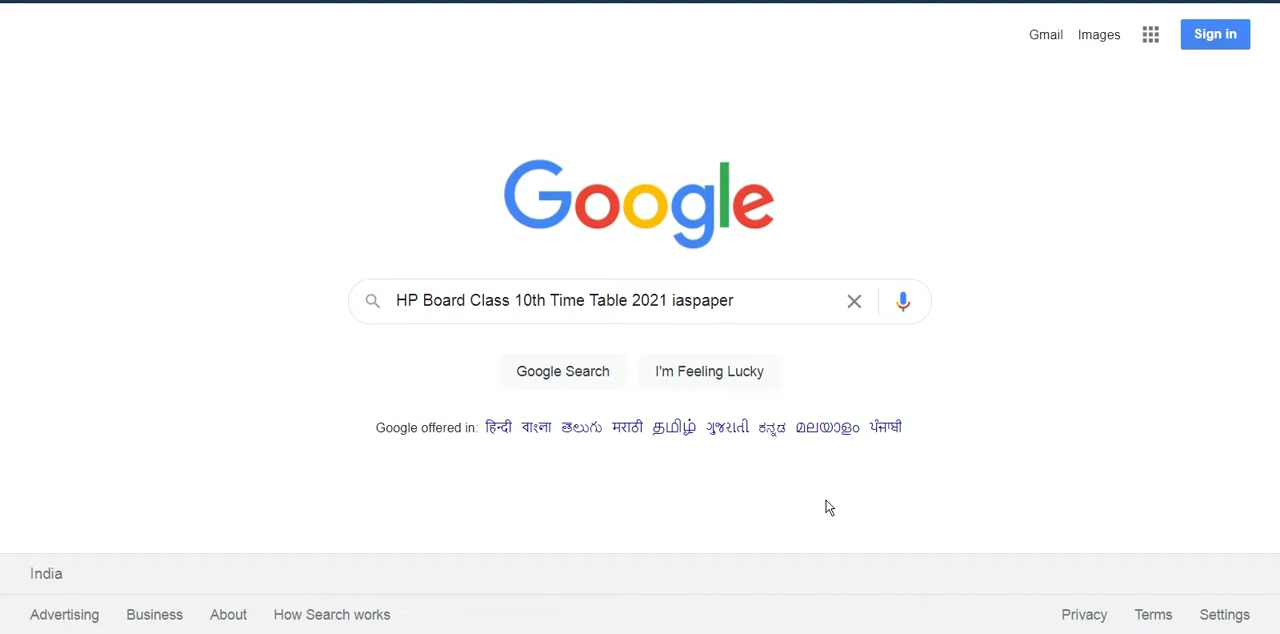 Gmail Images Sign in
Google
HP Board Class 10th Time Table 2021 iaspaper
Google Search I'm Feeling Lucky
Google offered in: हिन्दी বাংলা తెలుగు मराठी தமிழ் ગુજરાતી ಕನ್ನಡ മലയാളം ਪੰਜਾਬੀ
India
Advertising Business About How Search works Privacy Terms Settings